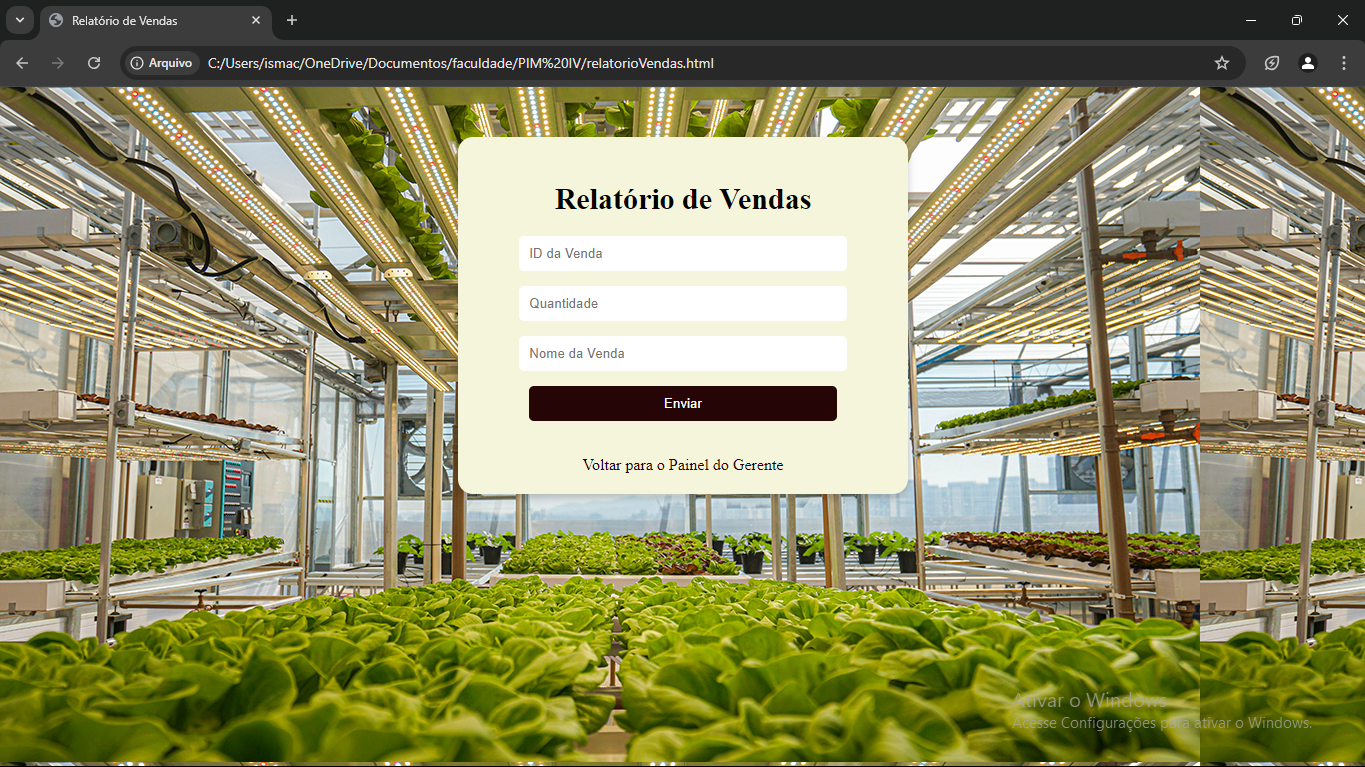 Relatório de Vendas
Arquivo
C:/Users/ismac/OneDrive/Documentos/faculdade/PIM%20IV/relatorioVendas.html
Relatório de Vendas
ID da Venda
Quantidade
Nome da Venda
Enviar
Voltar para o Painel do Gerente
Ativar o Windows
Acesse Configurações para ativar o Windows.